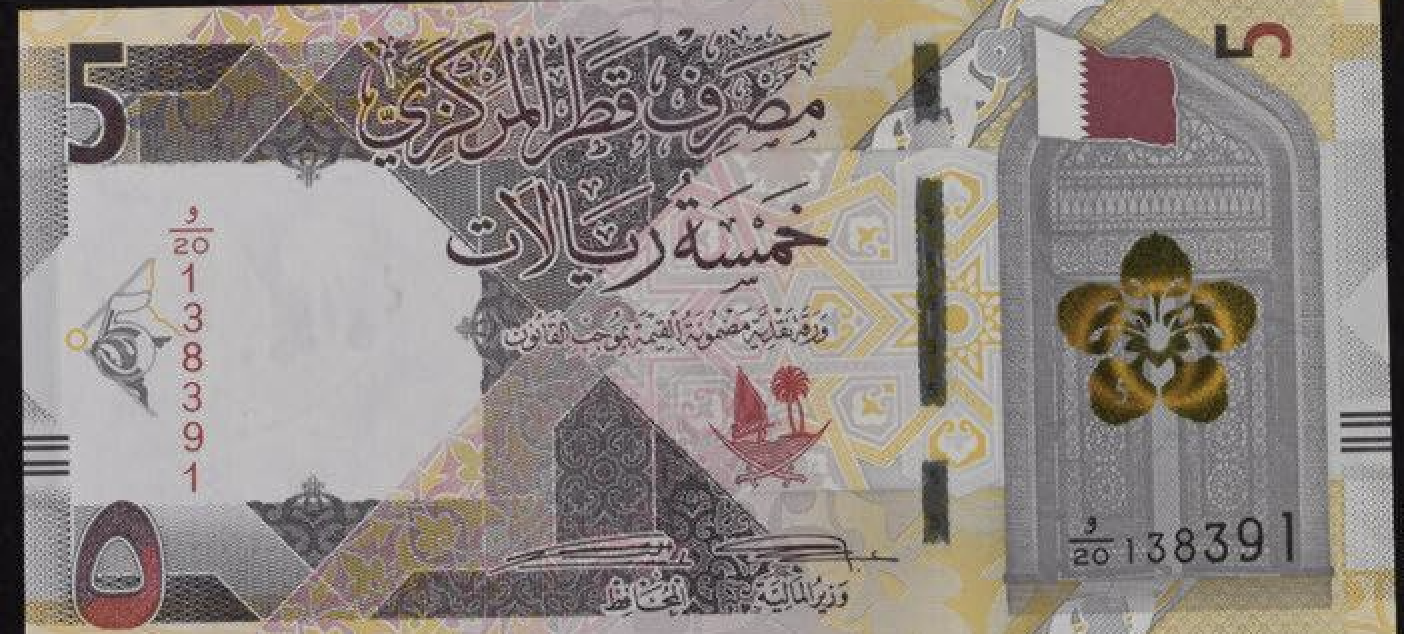 5
5
مصرف قطر المركزي
خمسة ريالات
ورقة نقدية مضمونة القيمة بموجب القانون
و
20
138391
و
20 138391
٥
وزير المالية
المحافظ